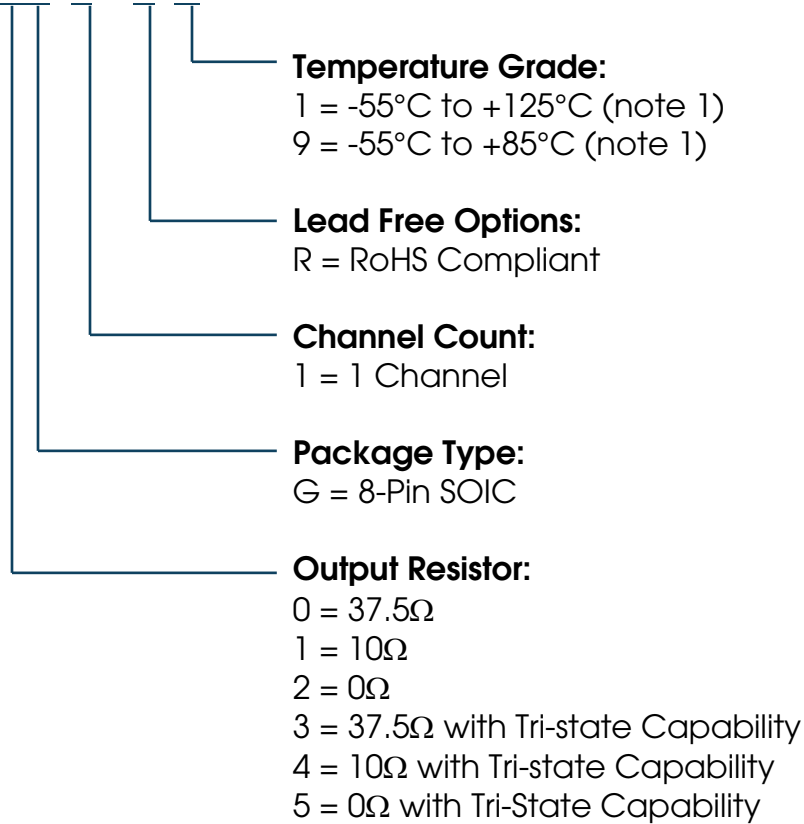 Temperature Grade:
1 = -55°C to +125°C (note 1)
9 = -55°C to +85°C (note 1)
Lead Free Options:
R = RoHS Compliant
Channel Count:
1 = 1 Channel
Package Type:
G = 8-Pin SOIC
Output Resistor:
0 = 37.5Ω
1 = 10Ω
2 = 0Ω
3 = 37.5Ω with Tri-state Capability
4 = 10Ω with Tri-state Capability
5 = 0Ω with Tri-State Capability